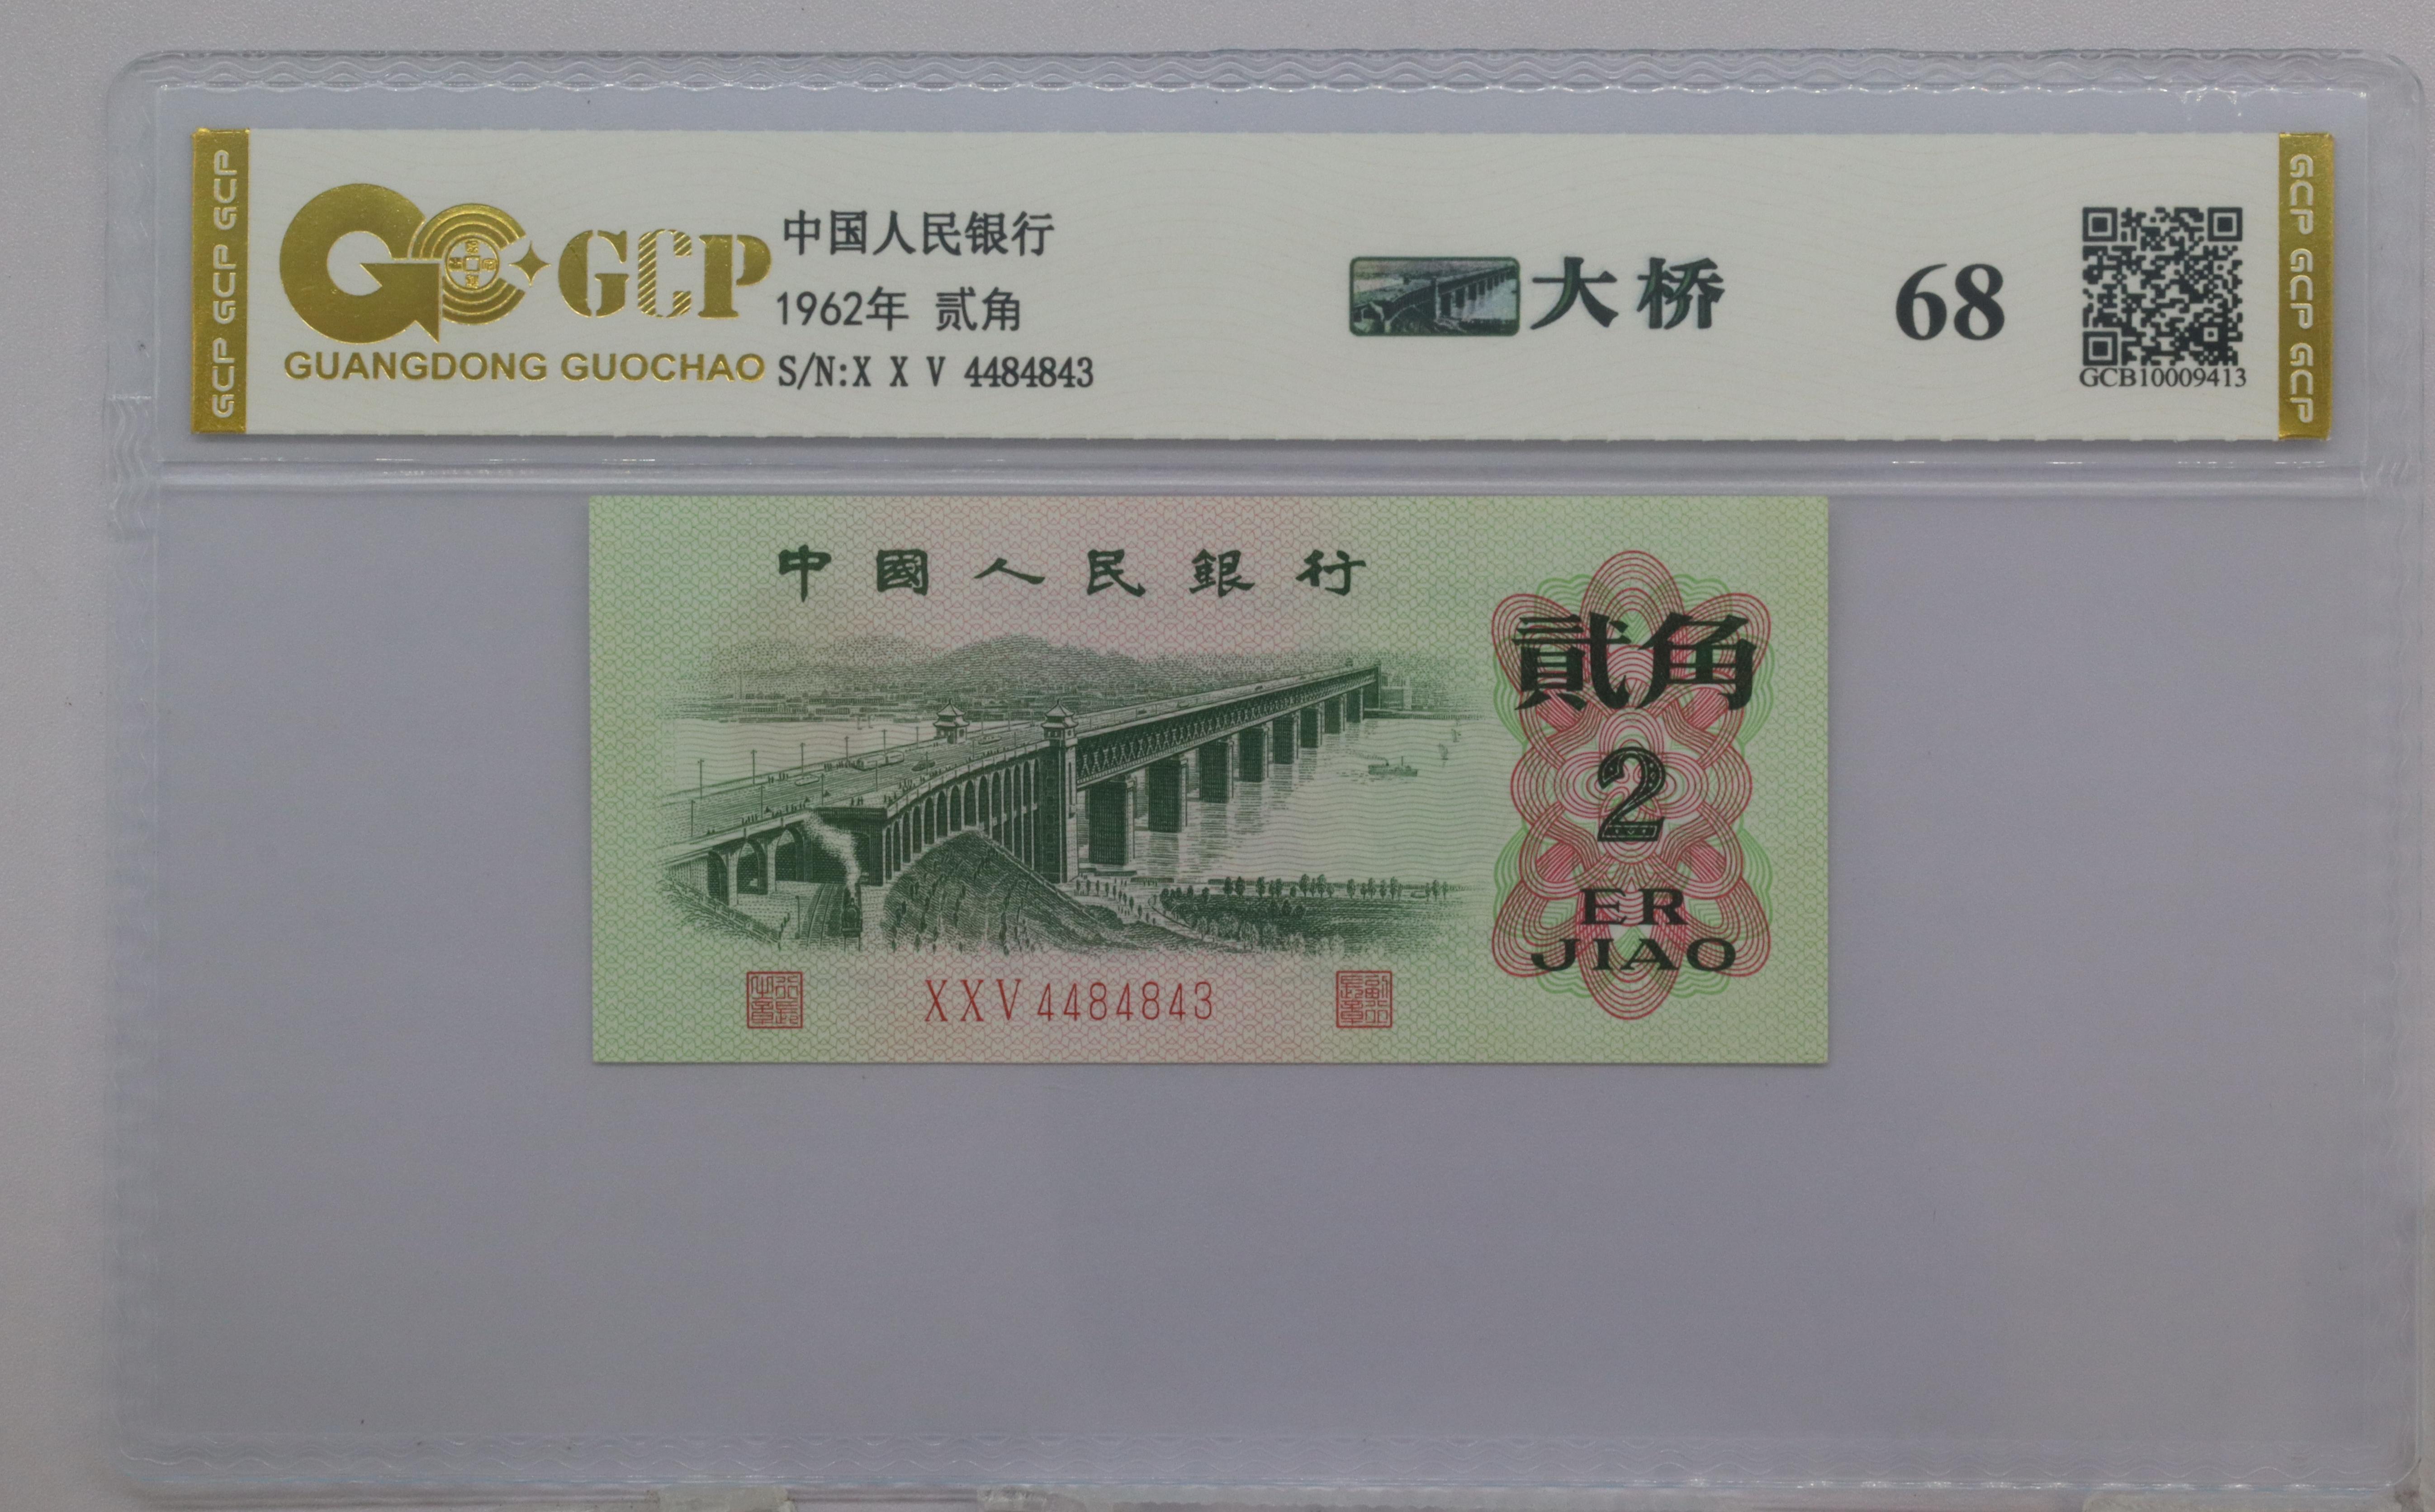 GCP GCP GCP
GCP
GUANGDONG GUOCHAO
中国人民银行
1962年 贰角
S/N:X X V 4484843
大桥
68
GCB10009413
GCP GCP GCP
中國人民銀行
貳角
2
ER
JIAO
XXV4484843